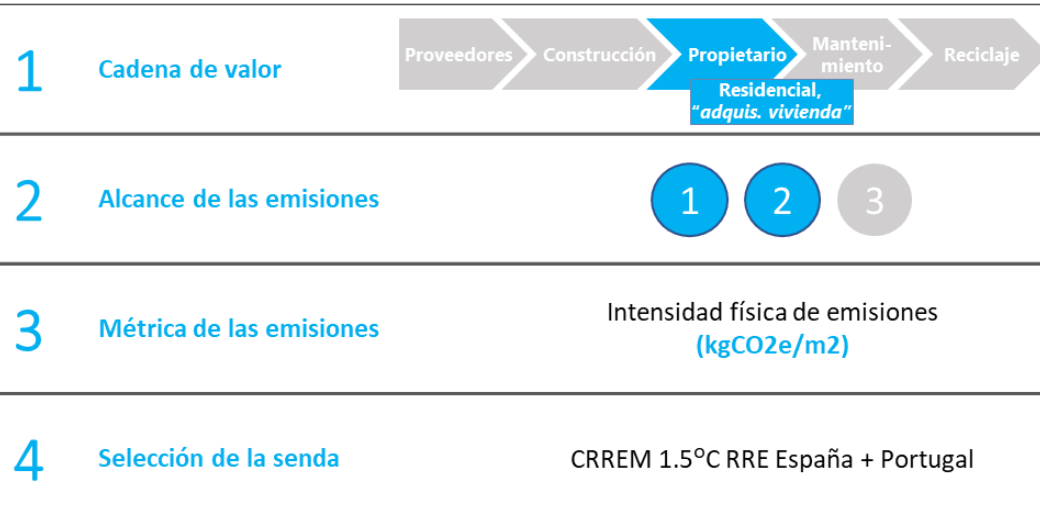 1
Cadena de valor
Proveedores
Construcción
Propietario
Manteni-
miento
Reciclaje
Residencial,
“adquis. vivienda”
2
Alcance de las emisiones
1
2
3
3
Métrica de las emisiones
Intensidad física de emisiones
(kgCO2e/m2)
4
Selección de la senda
CRREM 1.5ºC RRE España + Portugal